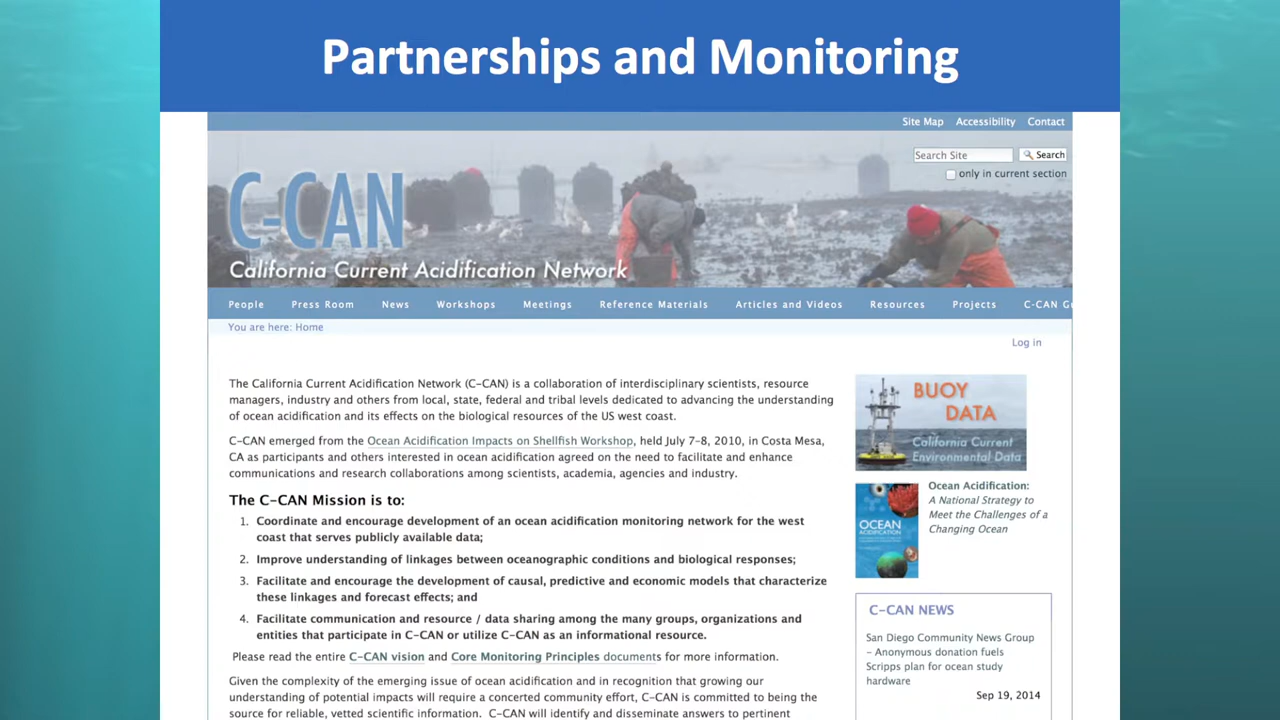 Partnerships and Monitoring
Site Map Accessibility Contact
Search Site Search
only in current section
C-CAN
California Current Acidification Network
People Press Room News Workshops Meetings Reference Materials Articles and Videos Resources Projects C-CAN
You are here: Home
Log in
The California Current Acidification Network (C-CAN) is a collaboration of interdisciplinary scientists, resource
managers, industry and others from local, state, federal and tribal levels dedicated to advancing the understanding
of ocean acidification and its effects on the biological resources of the US west coast.
C-CAN emerged from the Ocean Acidification Impacts on Shellfish Workshop, held July 7-8, 2010, in Costa Mesa,
CA as participants and others interested in ocean acidification agreed on the need to facilitate and enhance
communications and research collaborations among scientists, academia, agencies and industry.
The C-CAN Mission is to:
1. Coordinate and encourage development of an ocean acidification monitoring network for the west
coast that serves publicly available data;
2. Improve understanding of linkages between oceanographic conditions and biological responses;
3. Facilitate and encourage the development of causal, predictive and economic models that characterize
these linkages and forecast effects; and
4. Facilitate communication and resource / data sharing among the many groups, organizations and
entities that participate in C-CAN or utilize C-CAN as an informational resource.
Please read the entire C-CAN vision and Core Monitoring Principles documents for more information.
Given the complexity of the emerging issue of ocean acidification and in recognition that growing our
understanding of potential impacts will require a concerted community effort, C-CAN is committed to being the
source for reliable, vetted scientific information. C-CAN will identify and disseminate answers to pertinent
BUOY
DATA
California Current
Environmental Data
OCEAN
ACIDIFICATION
Ocean Acidification:
A National Strategy to
Meet the Challenges of a
Changing Ocean
C-CAN NEWS
San Diego Community News Group
– Anonymous donation fuels
Scripps plan for ocean study
hardware
Sep 19, 2014